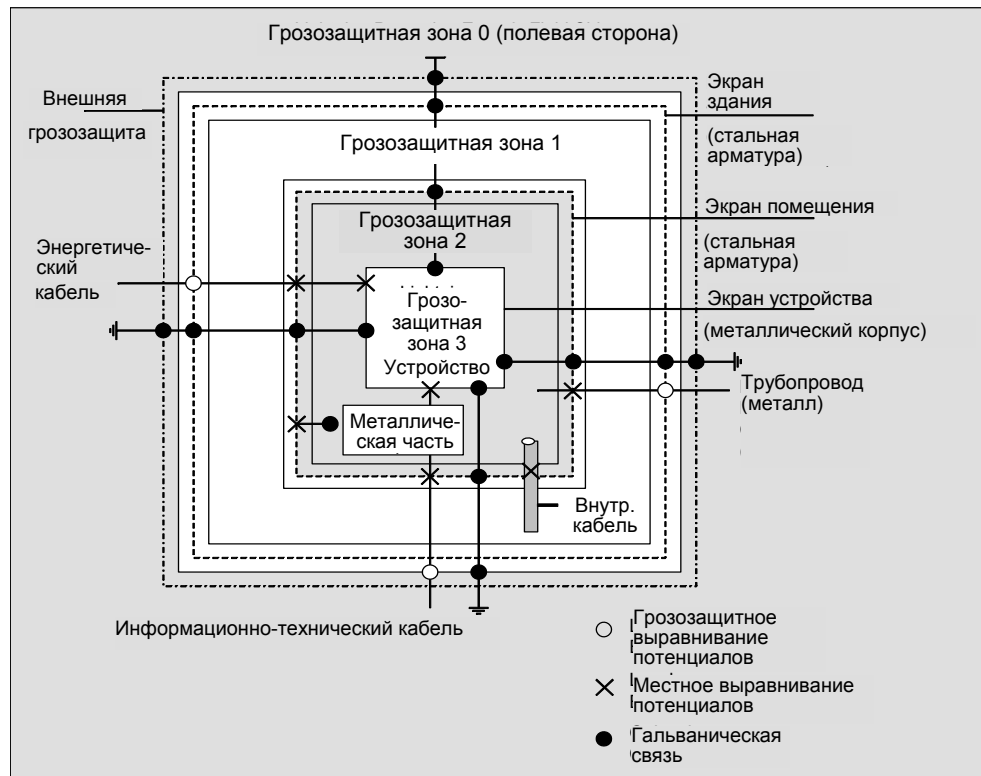 Грозозащитная зона 0 (полевая сторона)
Внешняя
грозозащита
Экран
здания
(стальная
арматура)
Грозозащитная зона 1
Экран помещения
(стальная
арматура)
Грозозащитная
зона 2
Энергетиче-
ский
кабель
Экран устройства
(металлический корпус)
Грозо-
защитная
зона 3
Устройство
Трубопровод
(металл)
Металличе-
ская часть
Внутр.
кабель
Информационно-технический кабель
Грозозащитное
выравнивание
потенциалов
Местное выравнивание
потенциалов
Гальваническая
связь